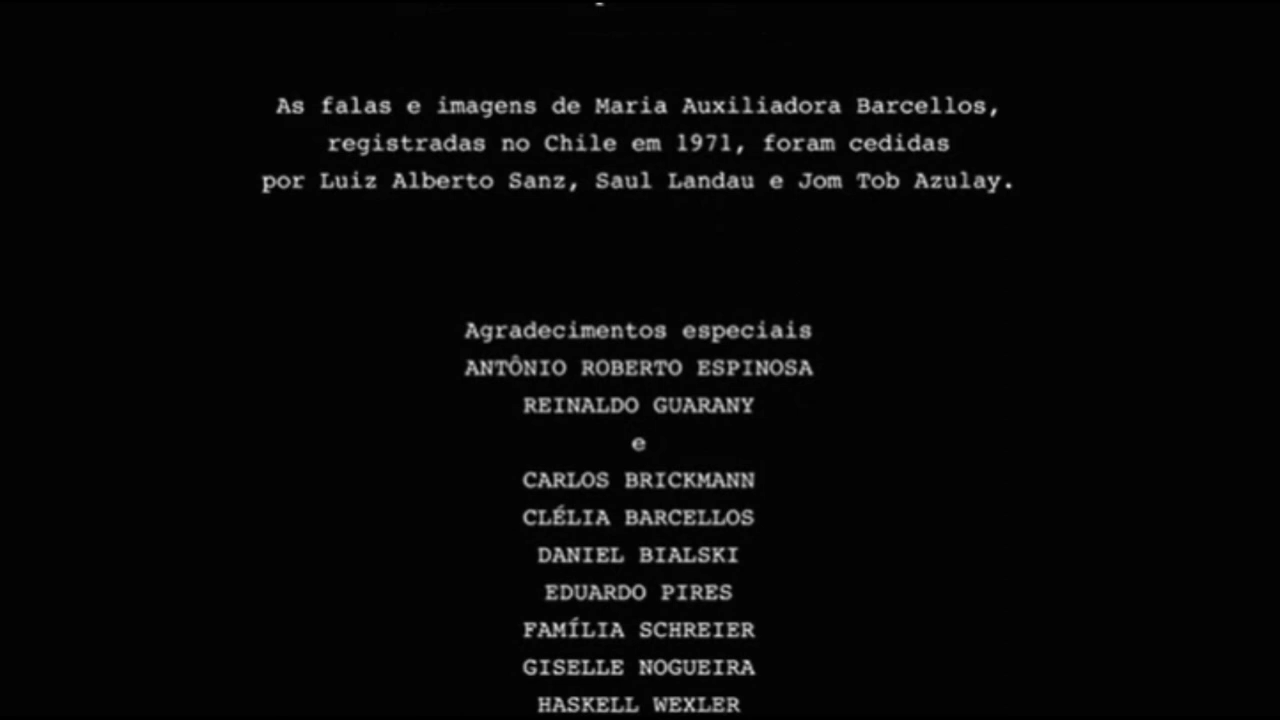 As falas e imagens de Maria Auxiliadora Barcellos,
registradas no Chile em 1971, foram cedidas
por Luiz Alberto Sanz, Saul Landau e Jom Tob Azulay.
Agradecimentos especiais
ANTÔNIO ROBERTO ESPINOSA
REINALDO GUARANY
e
CARLOS BRICKMANN
CLÉLIA BARCELLOS
DANIEL BIALSKI
EDUARDO PIRES
FAMÍLIA SCHREIER
GISELLE NOGUEIRA
HASKELL WEXLER